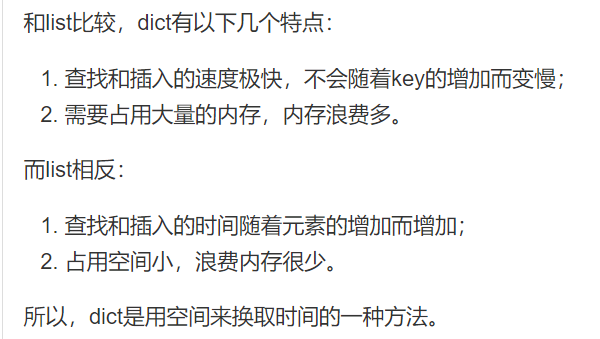 和list比较，dict有以下几个特点：
1. 查找和插入的速度极快，不会随着key的增加而变慢；
2. 需要占用大量的内存，内存浪费多。
而list相反：
1. 查找和插入的时间随着元素的增加而增加；
2. 占用空间小，浪费内存很少。
所以，dict是用空间来换取时间的一种方法。